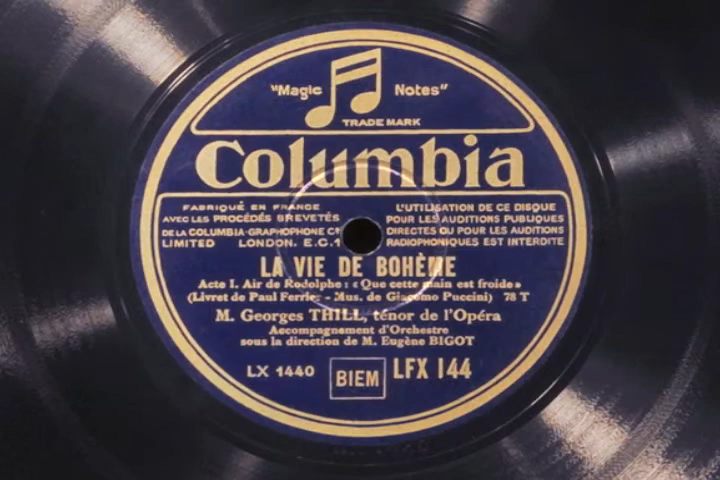 "Magic Notes"
TRADE MARK
Columbia
FABRIQUÉ EN FRANCE
AVEC LES PROCÉDÉS BREVETÉS
DE LA COLUMBIA-GRAPHOPHONE Cº
LIMITED LONDON. E.C.1
L'UTILISATION DE CE DISQUE
POUR LES AUDITIONS PUBLIQUES
DIRECTES OU POUR LES AUDITIONS
RADIOPHONIQUES EST INTERDITE
LA VIE DE BOHÈME
Acte I. Air de Rodolphe : « Que cette main est froide »
(Livret de Paul Ferrier - Mus. de Giacomo Puccini) 78 T
M. Georges THILL, ténor de l'Opéra
Accompagnement d'Orchestre
sous la direction de M. Eugène BIGOT
LX 1440 BIEM LFX 144